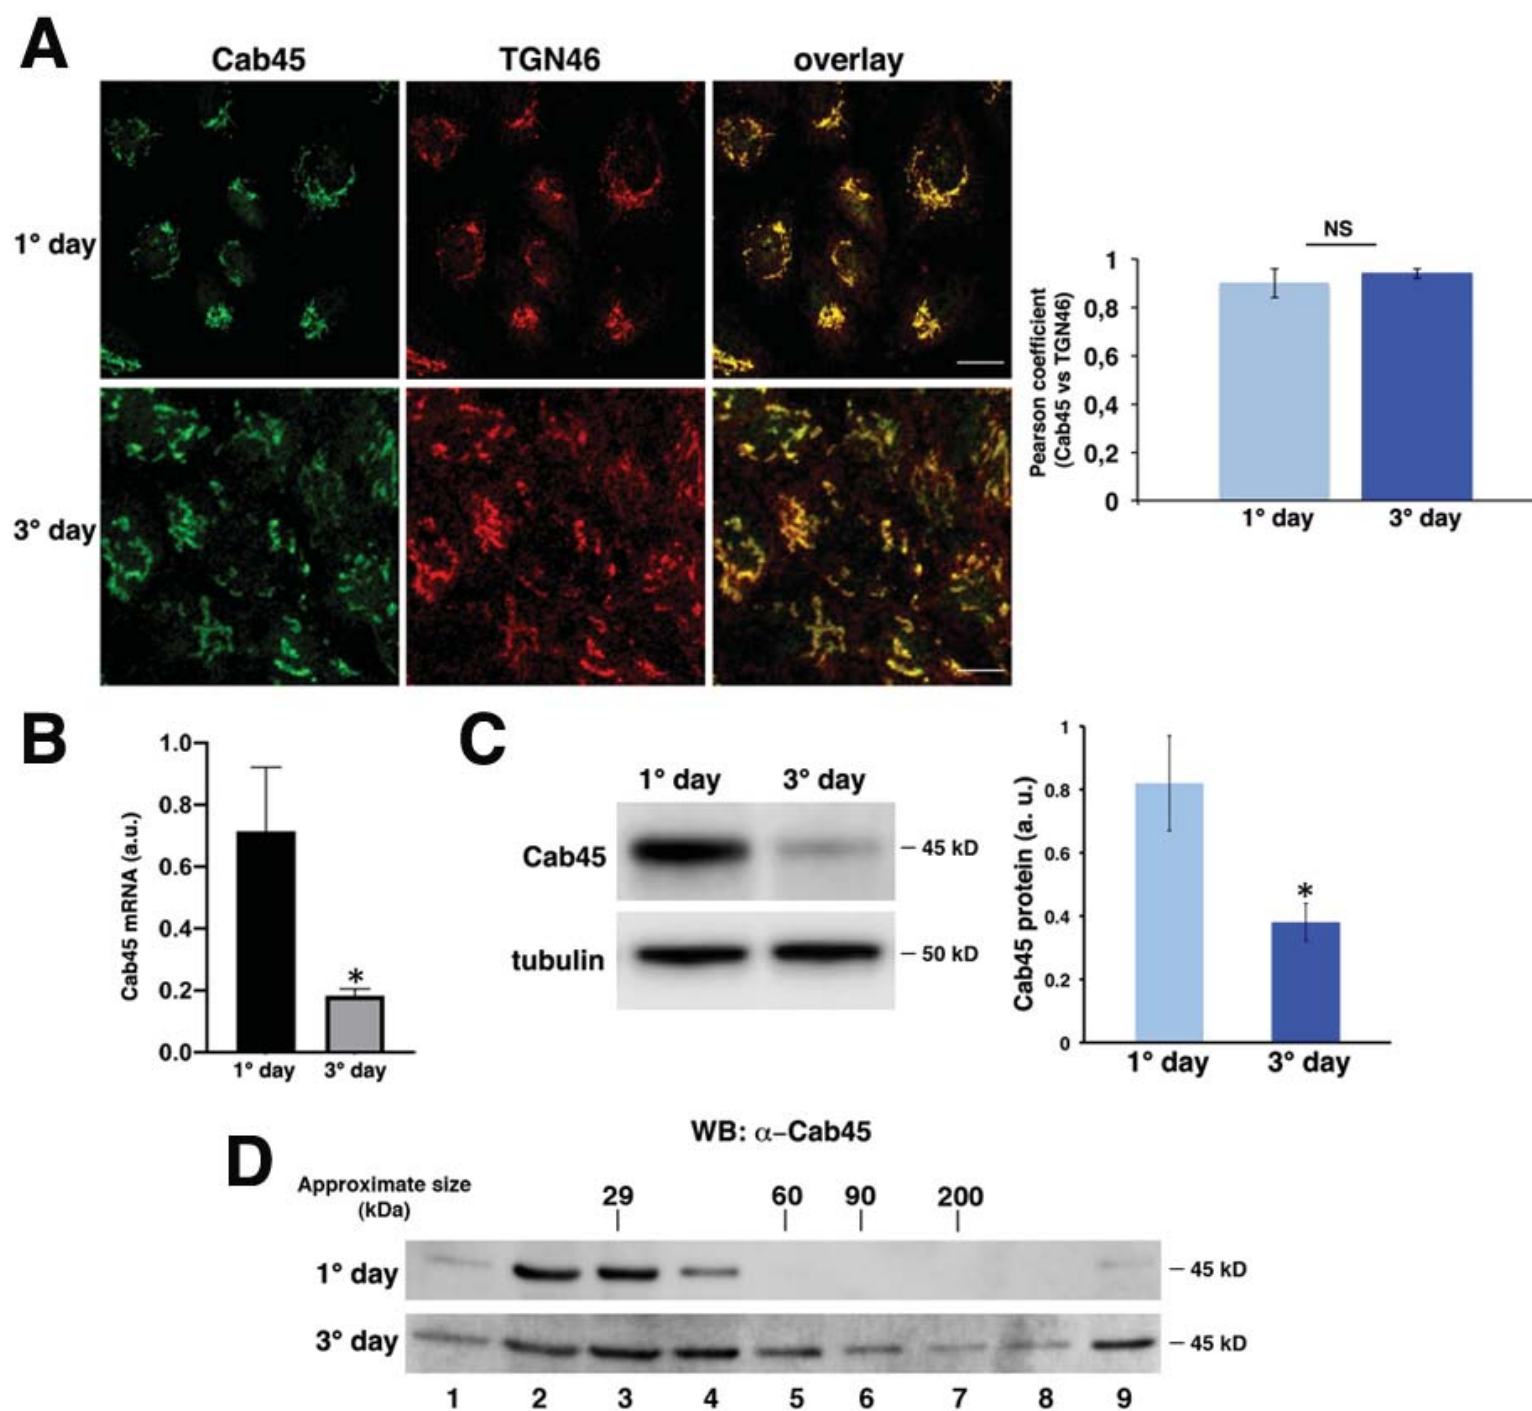 A
Cab45 TGN46 overlay
1° day
3° day
NS
Pearson coefficient
(Cab45 vs TGN46)
1
0,8
0,6
0,4
0,2
0
1° day 3° day
B
Cab45 mRNA (a.u.)
1.0
0.8
0.6
0.4
0.2
0.0
*
1° day 3° day
C
1° day 3° day
Cab45 – 45 kD
tubulin – 50 kD
Cab45 protein (a. u.)
1
0.8
0.6
0.4
0.2
0
*
1° day 3° day
D
WB: α–Cab45
Approximate size
(kDa)
29 60 90 200
1° day – 45 kD
3° day – 45 kD
1 2 3 4 5 6 7 8 9